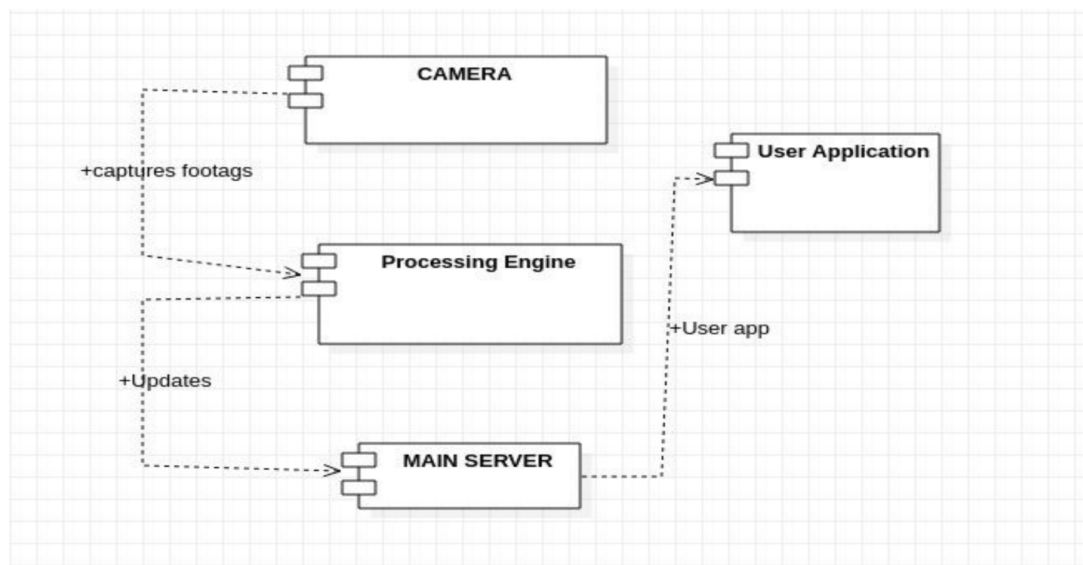 CAMERA
User Application
+captures footags
Processing Engine
+User app
+Updates
MAIN SERVER